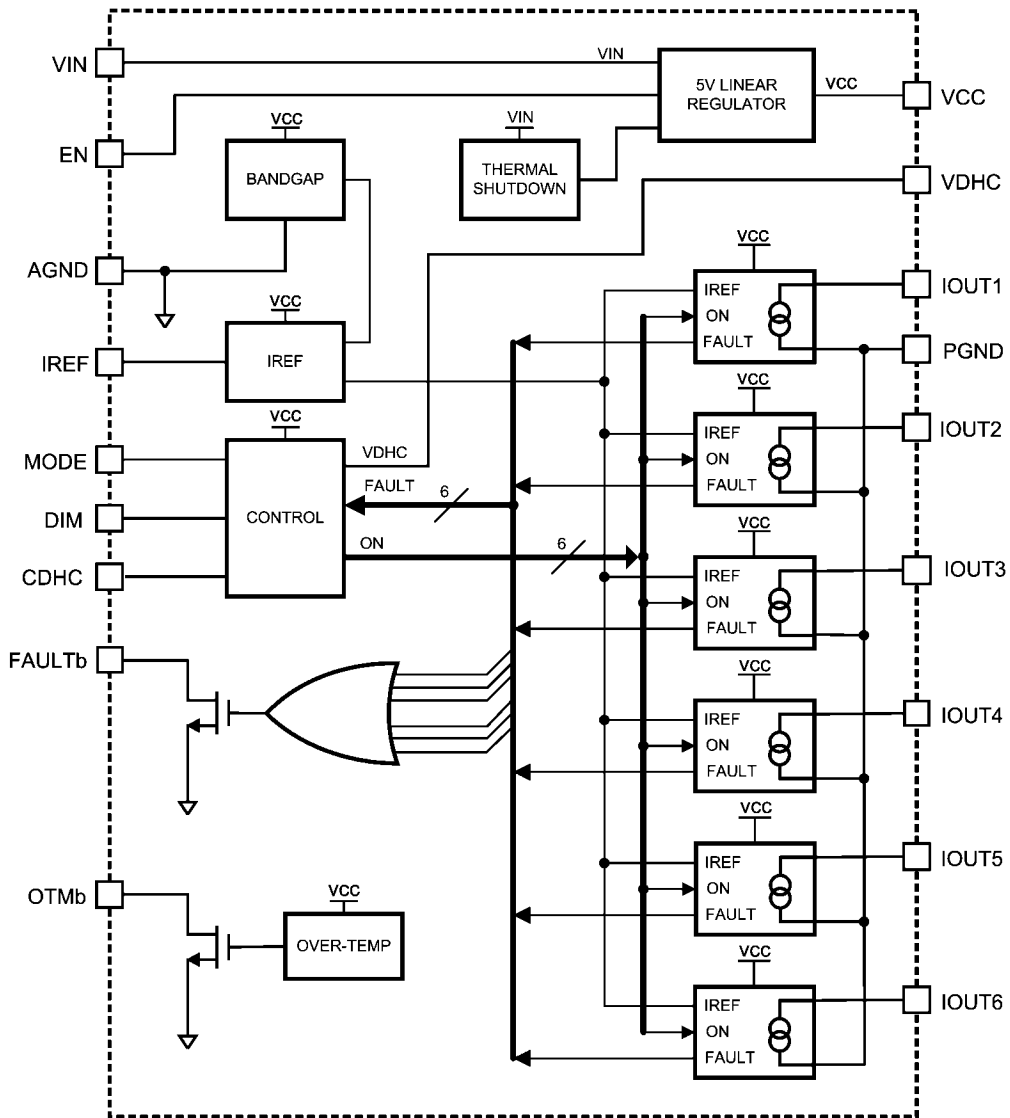 VIN
VIN
5V LINEAR
REGULATOR
VCC
VCC
EN
VCC
BANDGAP
VIN
THERMAL
SHUTDOWN
VDHC
AGND
VCC
IREF
ON
FAULT
IOUT1
IREF
VCC
IREF
PGND
VCC
IREF
ON
FAULT
IOUT2
MODE
DIM
CDHC
VCC
CONTROL
VDHC
FAULT
6
ON
6
VCC
IREF
ON
FAULT
IOUT3
FAULTb
VCC
IREF
ON
FAULT
IOUT4
VCC
IREF
ON
FAULT
IOUT5
OTMb
VCC
OVER-TEMP
VCC
IREF
ON
FAULT
IOUT6